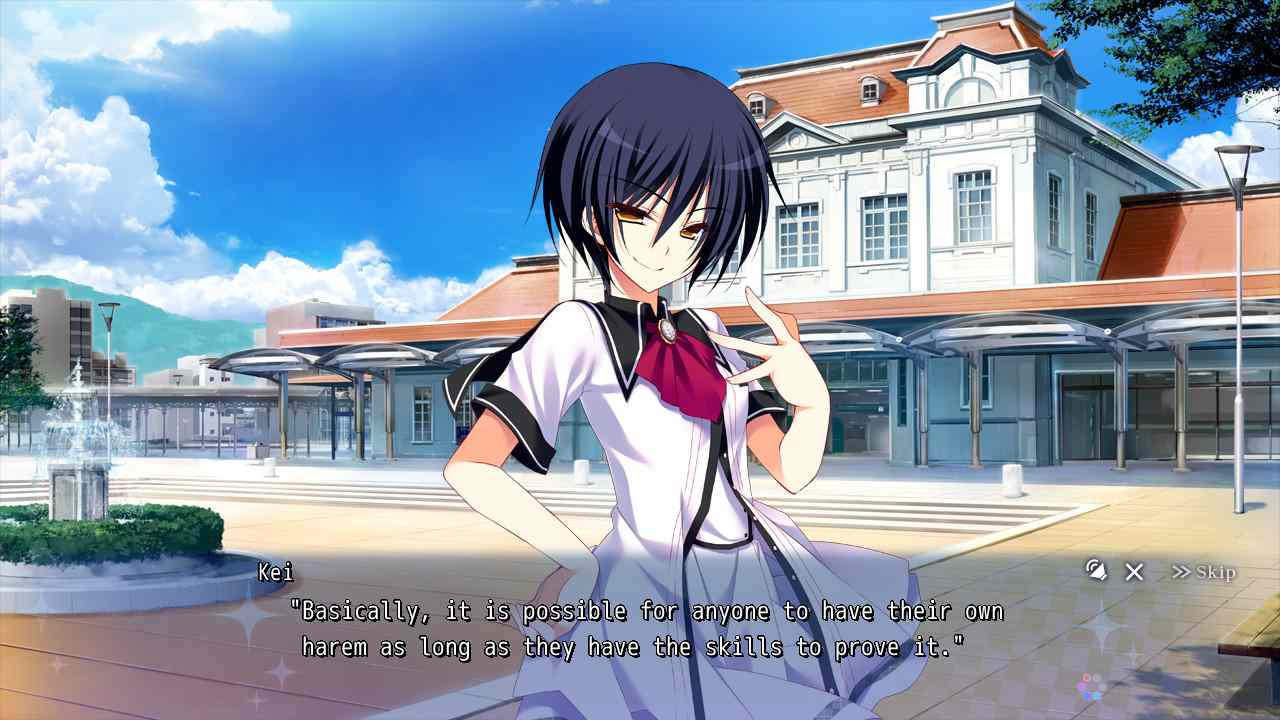 Kei
Skip
"Basically, it is possible for anyone to have their own
harem as long as they have the skills to prove it."